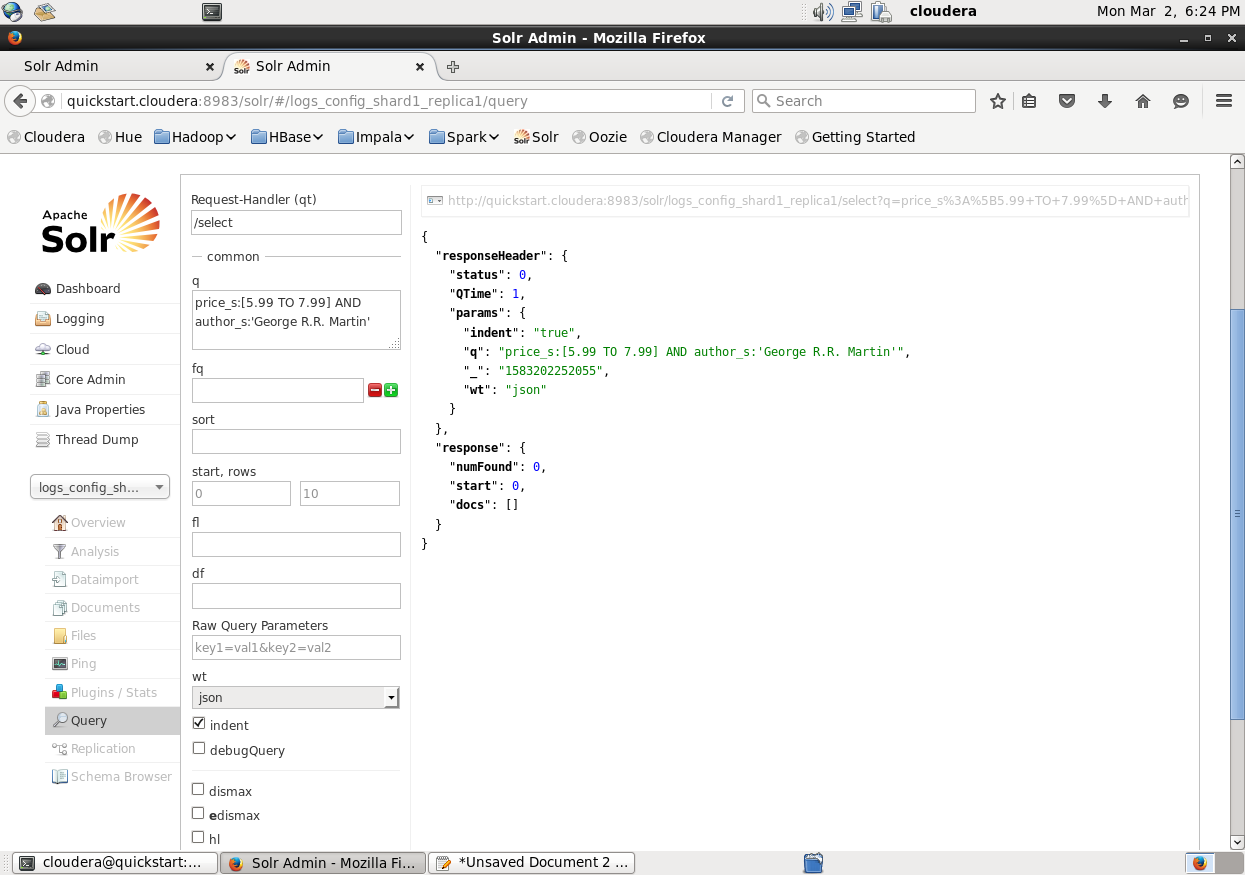 cloudera
Mon Mar 2, 6:24 PM
Solr Admin - Mozilla Firefox
Solr Admin
Solr Admin
quickstart.cloudera:8983/solr/#/logs_config_shard1_replica1/query
Search
Cloudera
Hue
Hadoop
HBase
Impala
Spark
Solr
Oozie
Cloudera Manager
Getting Started
Apache
Solr
Dashboard
Logging
Cloud
Core Admin
Java Properties
Thread Dump
logs_config_sh...
Overview
Analysis
Dataimport
Documents
Files
Ping
Plugins / Stats
Query
Replication
Schema Browser
Request-Handler (qt)
/select
common
q
price_s:[5.99 TO 7.99] AND
author_s:'George R.R. Martin'
fq
sort
start, rows
0
10
fl
df
Raw Query Parameters
key1=val1&key2=val2
wt
json
indent
debugQuery
dismax
edismax
hl
http://quickstart.cloudera:8983/solr/logs_config_shard1_replica1/select?q=price_s%3A%5B5.99+TO+7.99%5D+AND+auth
{
"responseHeader": {
"status": 0,
"QTime": 1,
"params": {
"indent": "true",
"q": "price_s:[5.99 TO 7.99] AND author_s:'George R.R. Martin'",
"_": "1583202252055",
"wt": "json"
}
},
"response": {
"numFound": 0,
"start": 0,
"docs": []
}
}
cloudera@quickstart:...
Solr Admin - Mozilla Fi...
*Unsaved Document 2 ...